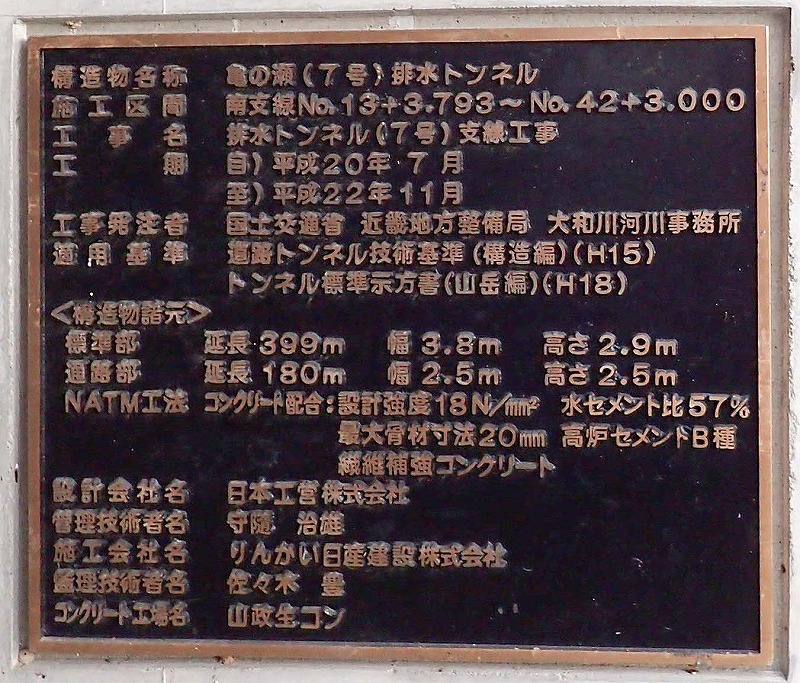 構造物名称 亀の瀬(7号)排水トンネル
施工区間 南支線No.13+3.793～No.42+3.000
工事名 排水トンネル(7号)支線工事
工期 自)平成20年 7月
至)平成22年11月
工事発注者 国土交通省 近畿地方整備局 大和川河川事務所
適用基準 道路トンネル技術基準(構造編)(H15)
トンネル標準示方書(山岳編)(H18)
<構造物諸元>
標準部 延長399m 幅3.8m 高さ2.9m
通路部 延長180m 幅2.5m 高さ2.5m
NATM工法 コンクリート配合:設計強度18N/mm² 水セメント比57%
最大骨材寸法20mm 高炉セメントB種
繊維補強コンクリート
設計会社名 日本工営株式会社
管理技術者名 守隨 治雄
施工会社名 りんかい日産建設株式会社
監理技術者名 佐々木 豊
コンクリート工場名 山政生コン